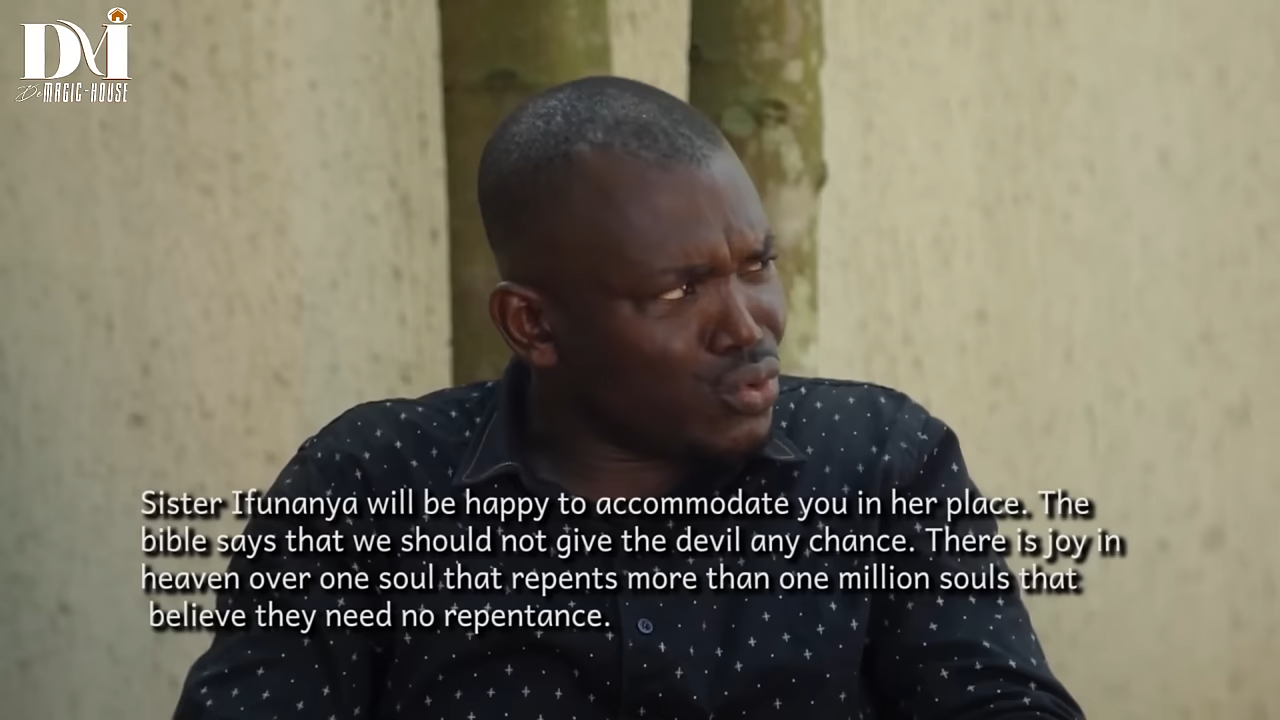 DMI
De MAGIC-HOUSE
Sister Ifunanya will be happy to accommodate you in her place. The
bible says that we should not give the devil any chance. There is joy in
heaven over one soul that repents more than one million souls that
believe they need no repentance.